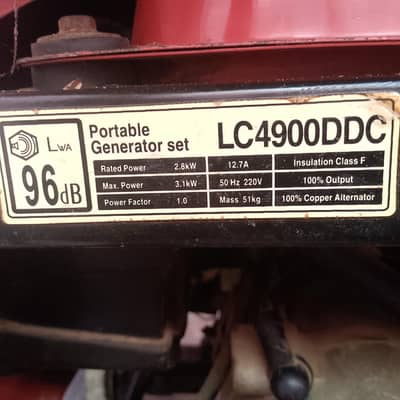 LWA
96dB
Portable
Generator set
LC4900DDC
Rated Power 2.8kW 12.7A Insulation Class F
Max. Power 3.1kW 50 Hz 220V 100% Output
Power Factor 1.0 Mass 51kg 100% Copper Alternator